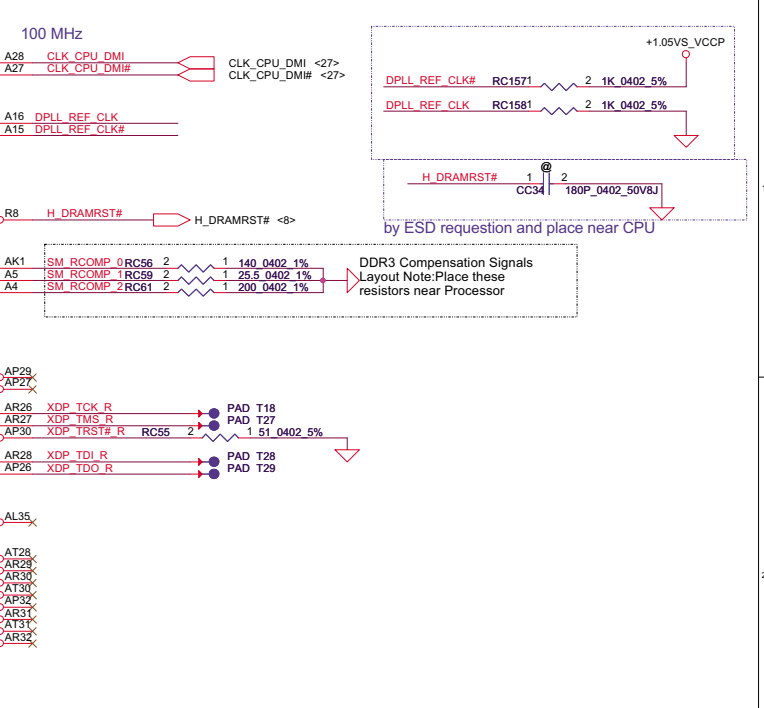 100 MHz
+1.05VS_VCCP
A28 CLK_CPU_DMI CLK_CPU_DMI <27>
A27 CLK_CPU_DMI# CLK_CPU_DMI# <27>
DPLL_REF_CLK# RC157 1 2 1K_0402_5%
DPLL_REF_CLK RC158 1 2 1K_0402_5%
A16 DPLL_REF_CLK
A15 DPLL_REF_CLK#
@
H_DRAMRST# 1 2
CC34 180P_0402_50V8J
R8 H_DRAMRST# H_DRAMRST# <8>
by ESD requestion and place near CPU
AK1 SM_RCOMP_0 RC56 2 1 140_0402_1%
A5 SM_RCOMP_1 RC59 2 1 25.5_0402_1%
A4 SM_RCOMP_2 RC61 2 1 200_0402_1%
DDR3 Compensation Signals
Layout Note:Place these
resistors near Processor
AP29
AP27
AR26 XDP_TCK_R PAD T18
AR27 XDP_TMS_R PAD T27
AP30 XDP_TRST#_R RC55 2 1 51_0402_5%
AR28 XDP_TDI_R PAD T28
AP26 XDP_TDO_R PAD T29
AL35
AT28
AR29
AR30
AT30
AP32
AR31
AT31
AR32